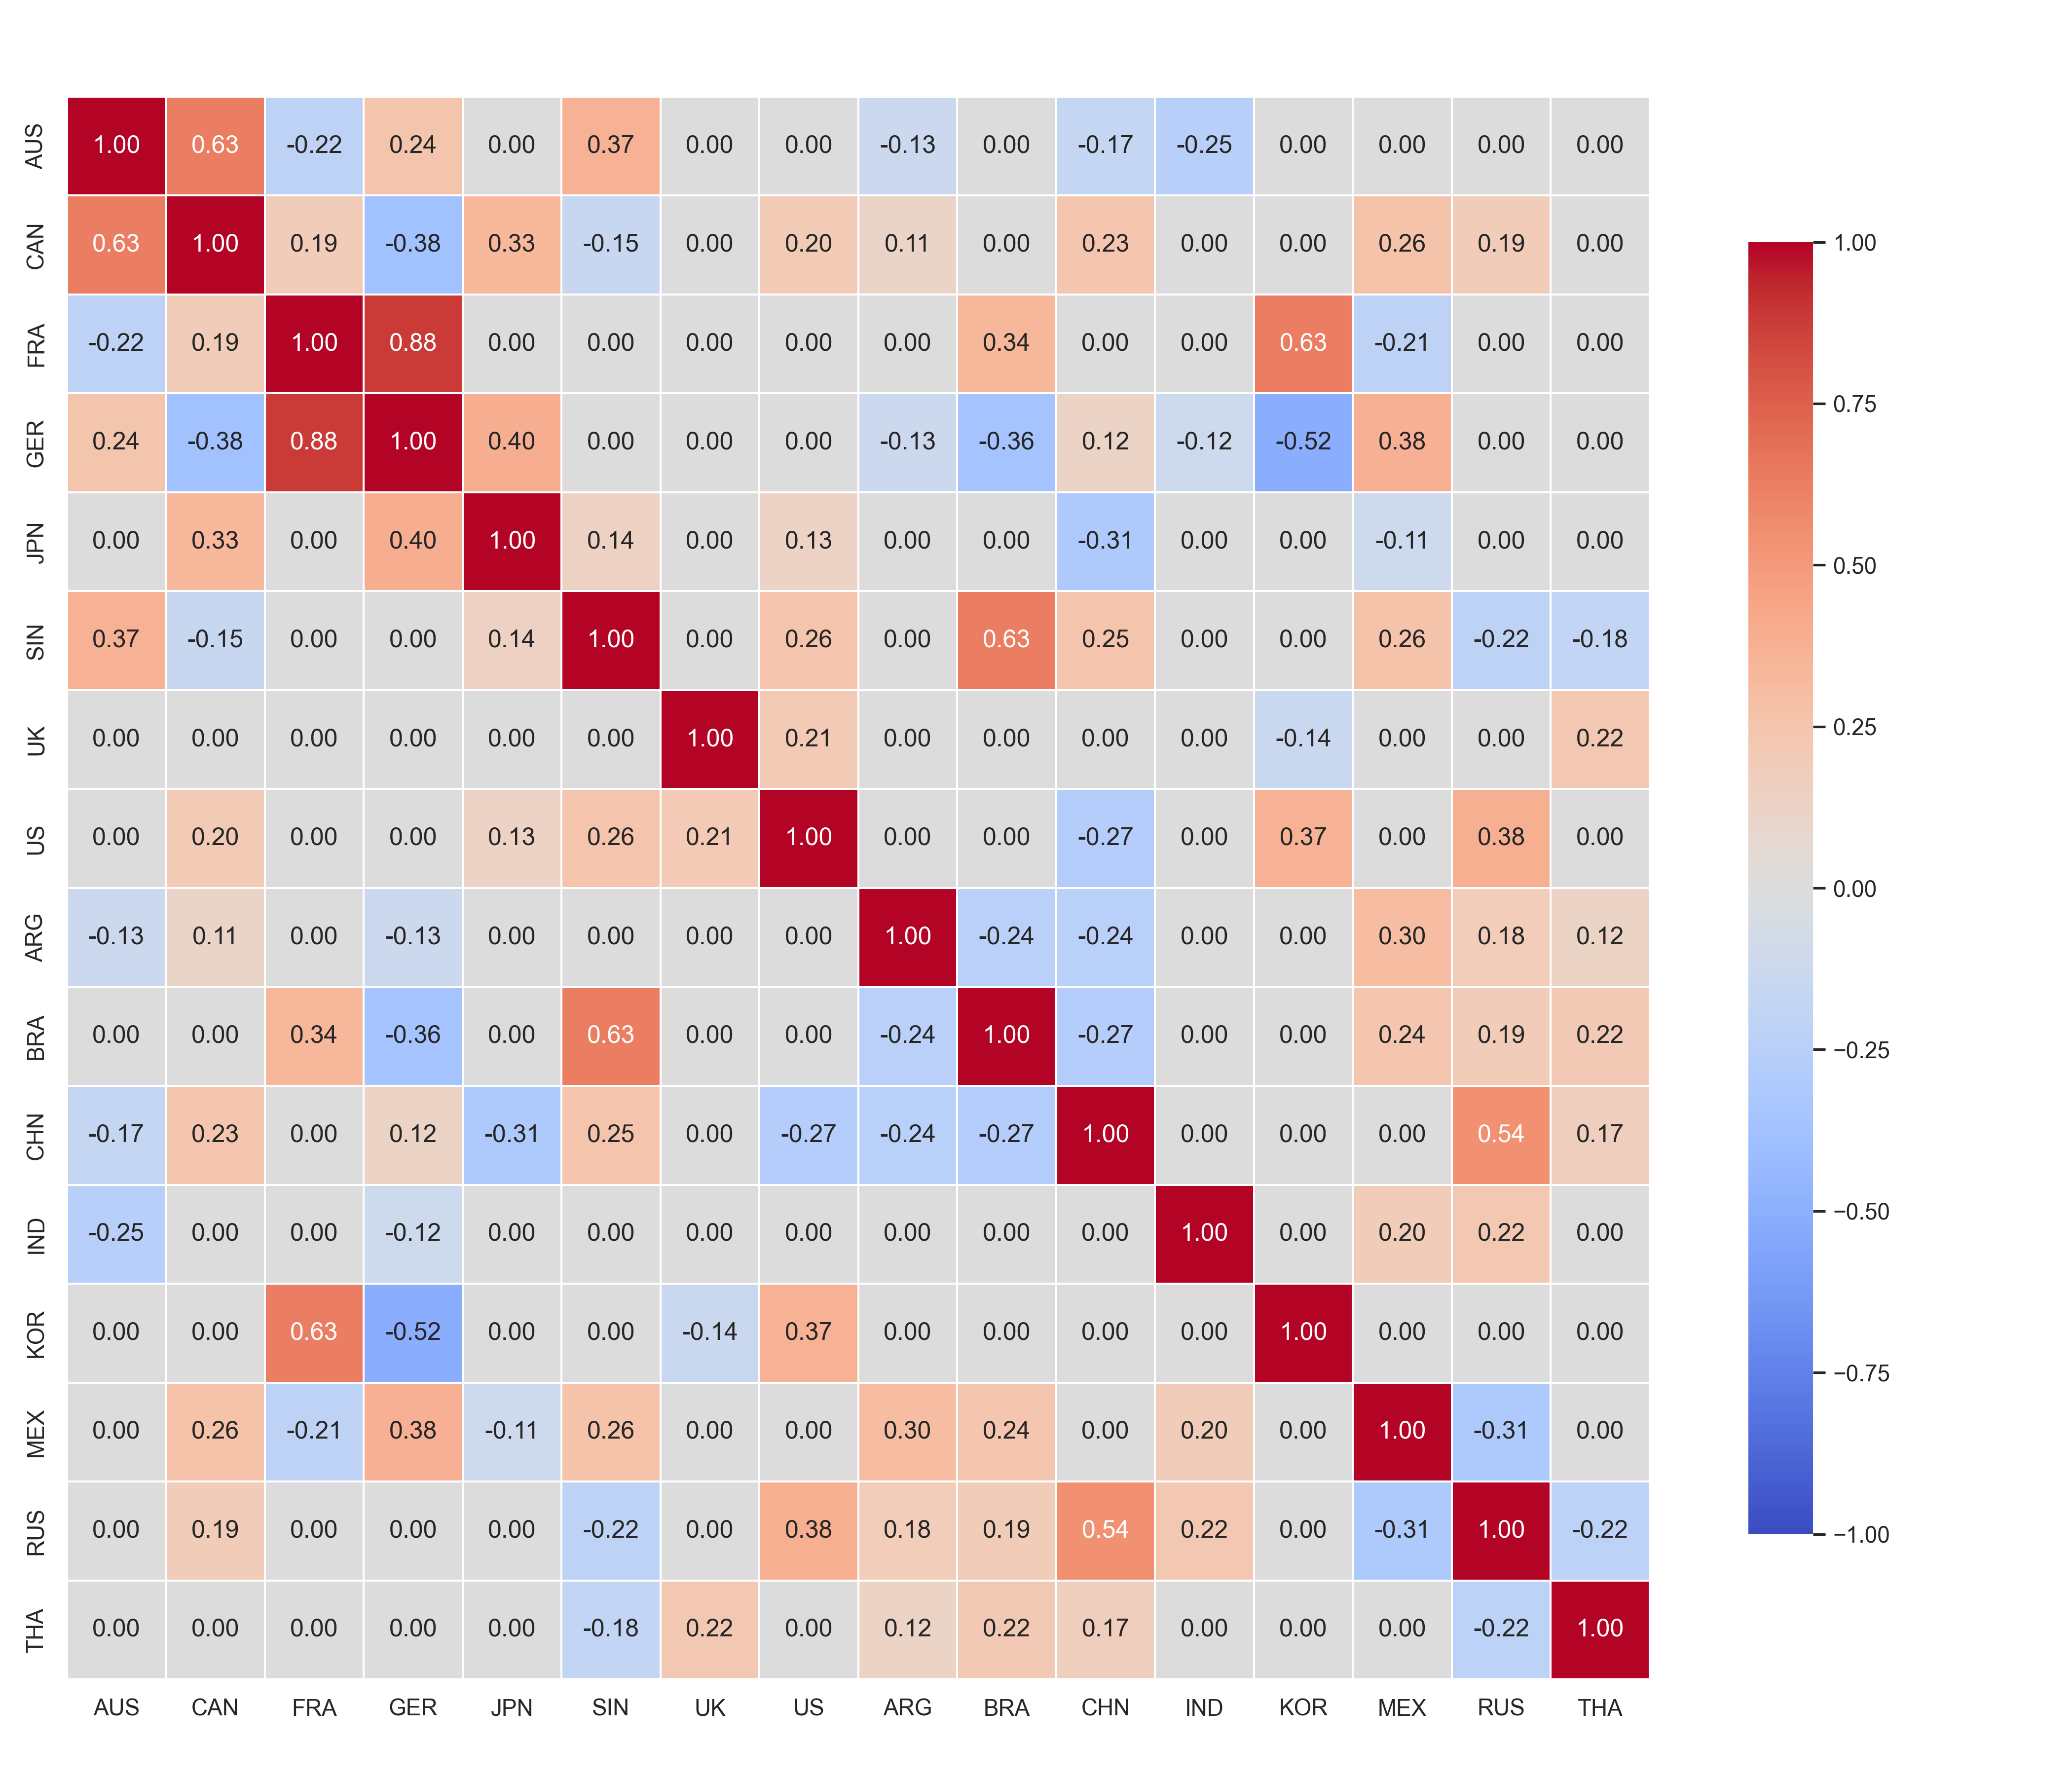 AUS 1.00 0.63 -0.22 0.24 0.00 0.37 0.00 0.00 -0.13 0.00 -0.17 -0.25 0.00 0.00 0.00 0.00
CAN 0.63 1.00 0.19 -0.38 0.33 -0.15 0.00 0.20 0.11 0.00 0.23 0.00 0.00 0.26 0.19 0.00
FRA -0.22 0.19 1.00 0.88 0.00 0.00 0.00 0.00 0.00 0.34 0.00 0.00 0.63 -0.21 0.00 0.00
GER 0.24 -0.38 0.88 1.00 0.40 0.00 0.00 0.00 -0.13 -0.36 0.12 -0.12 -0.52 0.38 0.00 0.00
JPN 0.00 0.33 0.00 0.40 1.00 0.14 0.00 0.13 0.00 0.00 -0.31 0.00 0.00 -0.11 0.00 0.00
SIN 0.37 -0.15 0.00 0.00 0.14 1.00 0.00 0.26 0.00 0.63 0.25 0.00 0.00 0.26 -0.22 -0.18
UK 0.00 0.00 0.00 0.00 0.00 0.00 1.00 0.21 0.00 0.00 0.00 0.00 -0.14 0.00 0.00 0.22
US 0.00 0.20 0.00 0.00 0.13 0.26 0.21 1.00 0.00 0.00 -0.27 0.00 0.37 0.00 0.38 0.00
ARG -0.13 0.11 0.00 -0.13 0.00 0.00 0.00 0.00 1.00 -0.24 -0.24 0.00 0.00 0.30 0.18 0.12
BRA 0.00 0.00 0.34 -0.36 0.00 0.63 0.00 0.00 -0.24 1.00 -0.27 0.00 0.00 0.24 0.19 0.22
CHN -0.17 0.23 0.00 0.12 -0.31 0.25 0.00 -0.27 -0.24 -0.27 1.00 0.00 0.00 0.00 0.54 0.17
IND -0.25 0.00 0.00 -0.12 0.00 0.00 0.00 0.00 0.00 0.00 0.00 1.00 0.00 0.20 0.22 0.00
KOR 0.00 0.00 0.63 -0.52 0.00 0.00 -0.14 0.37 0.00 0.00 0.00 0.00 1.00 0.00 0.00 0.00
MEX 0.00 0.26 -0.21 0.38 -0.11 0.26 0.00 0.00 0.30 0.24 0.00 0.20 0.00 1.00 -0.31 0.00
RUS 0.00 0.19 0.00 0.00 0.00 -0.22 0.00 0.38 0.18 0.19 0.54 0.22 0.00 -0.31 1.00 -0.22
THA 0.00 0.00 0.00 0.00 0.00 -0.18 0.22 0.00 0.12 0.22 0.17 0.00 0.00 0.00 -0.22 1.00
AUS CAN FRA GER JPN SIN UK US ARG BRA CHN IND KOR MEX RUS THA
1.00
0.75
0.50
0.25
0.00
−0.25
−0.50
−0.75
−1.00